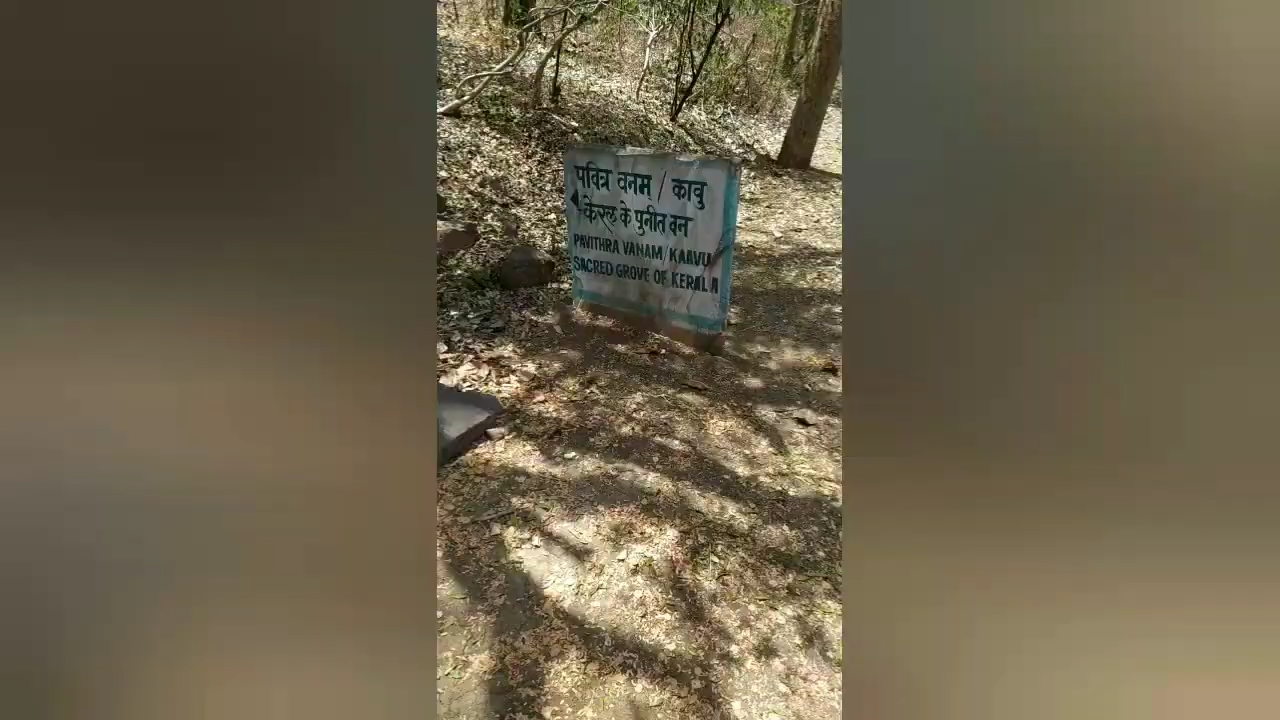 पवित्र वनम् / कावु
केरल के पुनीत वन
PAVITHRA VANAM/KAAVU
SACRED GROVE OF KERALA